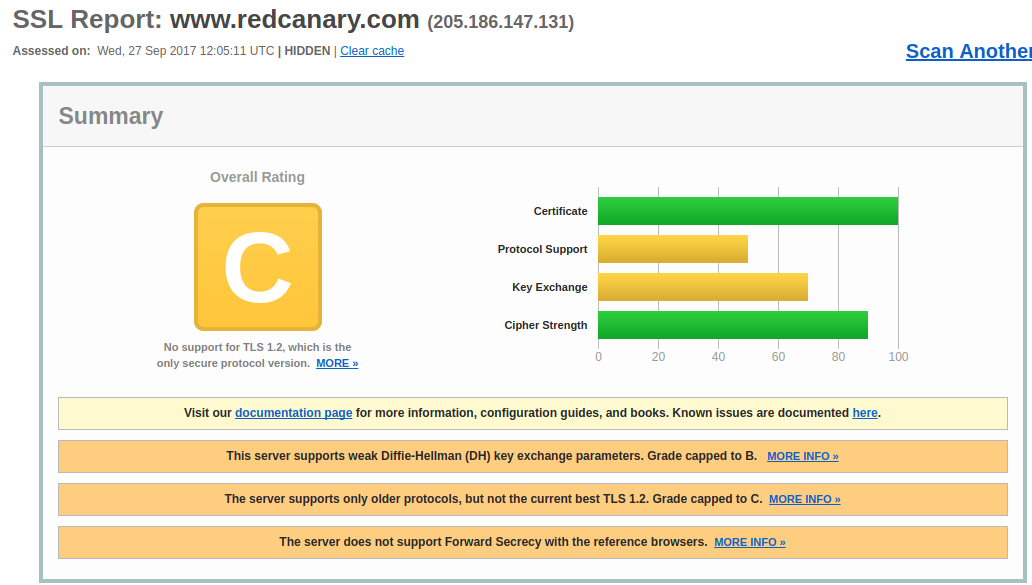 SSL Report: www.redcanary.com (205.186.147.131)
Assessed on: Wed, 27 Sep 2017 12:05:11 UTC | HIDDEN | Clear cache
Scan Another
Summary
Overall Rating
C
No support for TLS 1.2, which is the
only secure protocol version. MORE »
Certificate
Protocol Support
Key Exchange
Cipher Strength
0 20 40 60 80 100
Visit our documentation page for more information, configuration guides, and books. Known issues are documented here.
This server supports weak Diffie-Hellman (DH) key exchange parameters. Grade capped to B. MORE INFO »
The server supports only older protocols, but not the current best TLS 1.2. Grade capped to C. MORE INFO »
The server does not support Forward Secrecy with the reference browsers. MORE INFO »